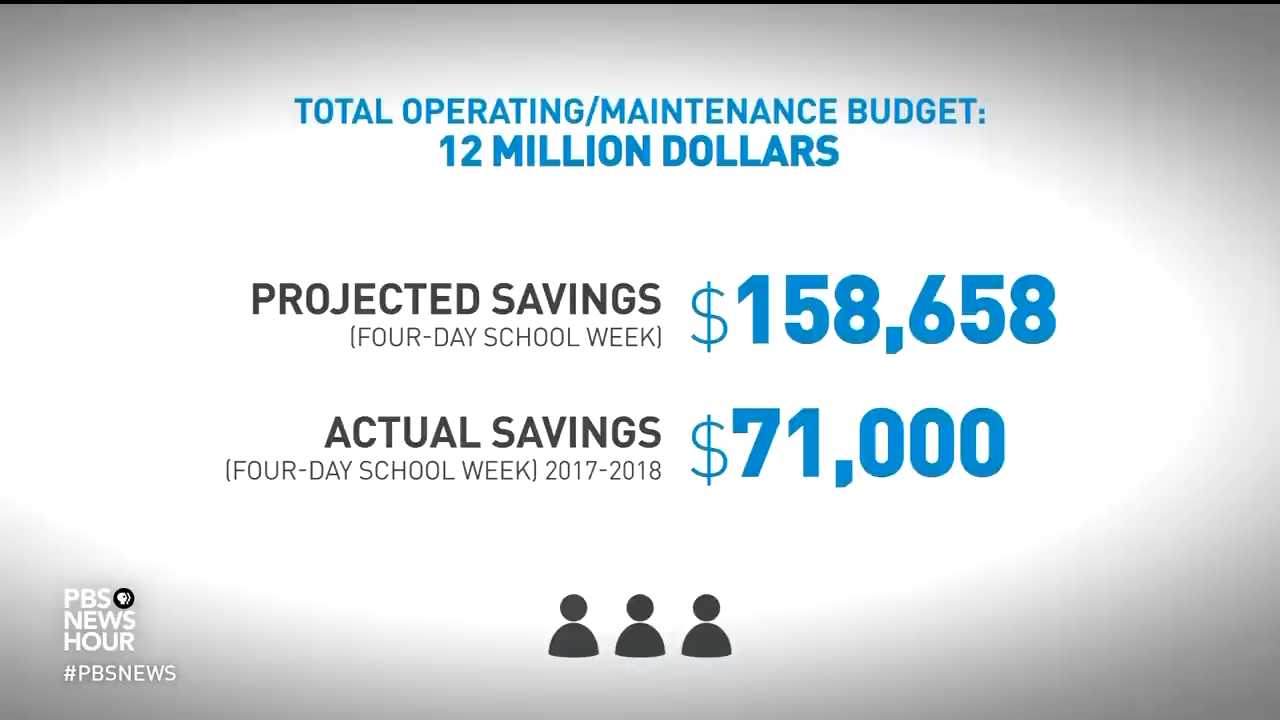 TOTAL OPERATING/MAINTENANCE BUDGET:
12 MILLION DOLLARS
PROJECTED SAVINGS $158,658
(FOUR-DAY SCHOOL WEEK)
ACTUAL SAVINGS $71,000
(FOUR-DAY SCHOOL WEEK) 2017-2018
PBS
NEWS
HOUR
#PBSNEWS